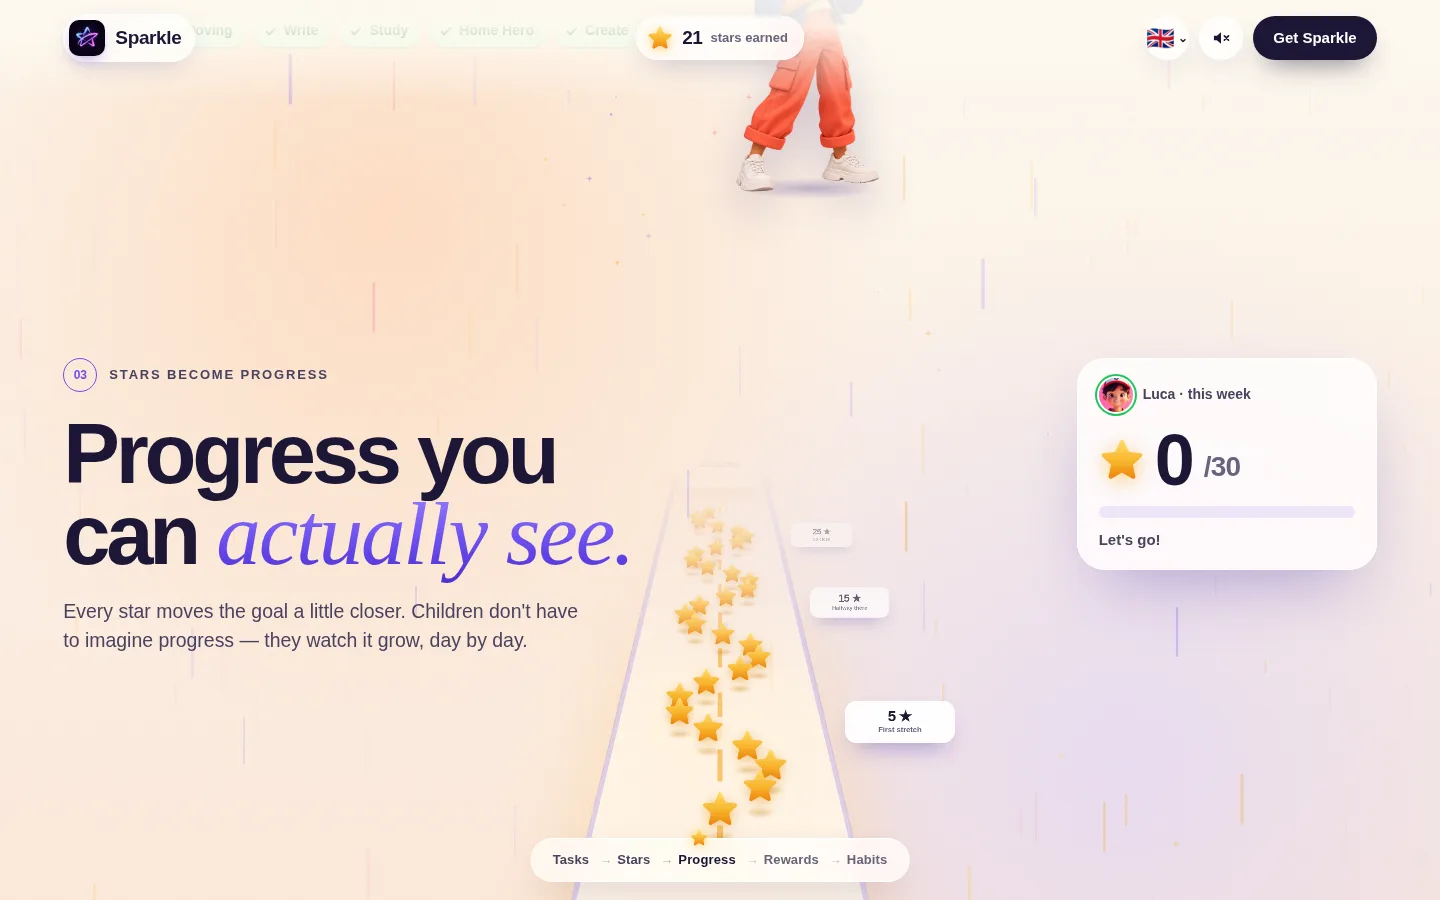 Sparkle
Write
Study
Home Hero
Create
21 stars earned
Get Sparkle
03
STARS BECOME PROGRESS
Progress you
can actually see.
Every star moves the goal a little closer. Children don't have
to imagine progress — they watch it grow, day by day.
Luca · this week
0 /30
Let's go!
25 ★
15 ★
Halfway there
5 ★
First stretch
Tasks → Stars → Progress → Rewards → Habits